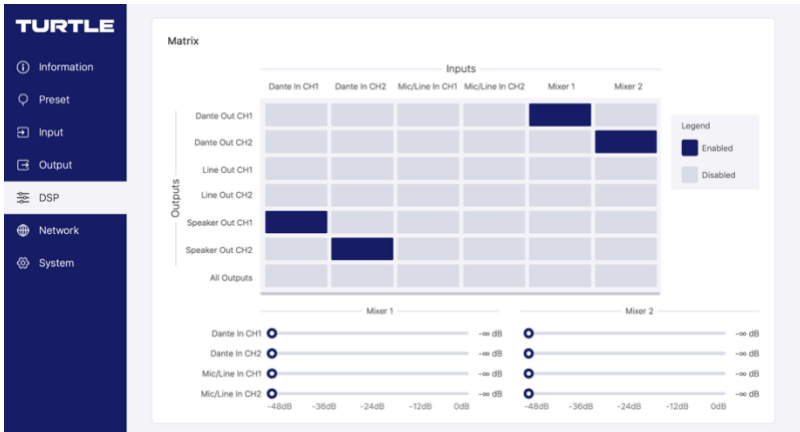 TURTLE
Information
Preset
Input
Output
DSP
Network
System
Matrix
Inputs
Dante In CH1 Dante In CH2 Mic/Line In CH1 Mic/Line In CH2 Mixer 1 Mixer 2
Outputs
Dante Out CH1
Dante Out CH2
Line Out CH1
Line Out CH2
Speaker Out CH1
Speaker Out CH2
All Outputs
Legend
Enabled
Disabled
Mixer 1 Mixer 2
Dante In CH1 -∞ dB -∞ dB
Dante In CH2 -∞ dB -∞ dB
Mic/Line In CH1 -∞ dB -∞ dB
Mic/Line In CH2 -∞ dB -∞ dB
-48dB -36dB -24dB -12dB 0dB -48dB -36dB -24dB -12dB 0dB